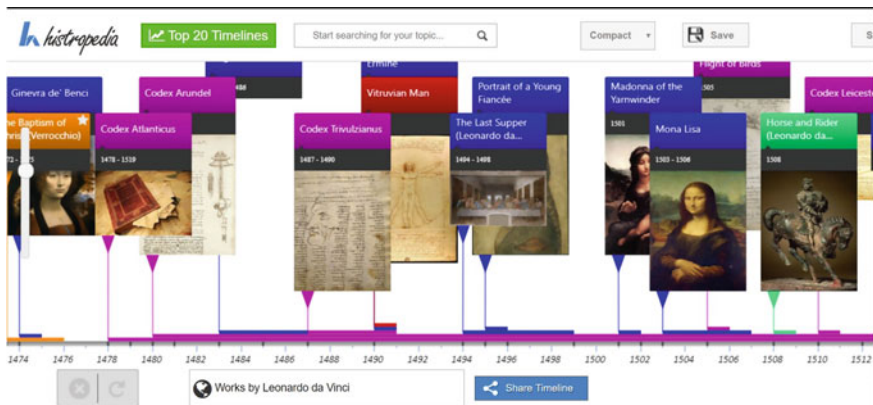 histropedia
Top 20 Timelines
Start searching for your topic...
Compact
Save
S
Ermine
Flight of Birds
1505
Ginevra de' Benci
Codex Arundel
Vitruvian Man
Portrait of a Young
Fiancée
Madonna of the
Yarnwinder
1501
Codex Leiceste
he Baptism of
hris (Verrocchio)
Codex Atlanticus
1478 - 1519
Codex Trivulzianus
1487 - 1490
The Last Supper
(Leonardo da...
1494 - 1498
Mona Lisa
1503 - 1506
Horse and Rider
(Leonardo da...
1508
1474 1476 1478 1480 1482 1484 1486 1488 1490 1492 1494 1496 1498 1500 1502 1504 1506 1508 1510 1512
Works by Leonardo da Vinci
Share Timeline